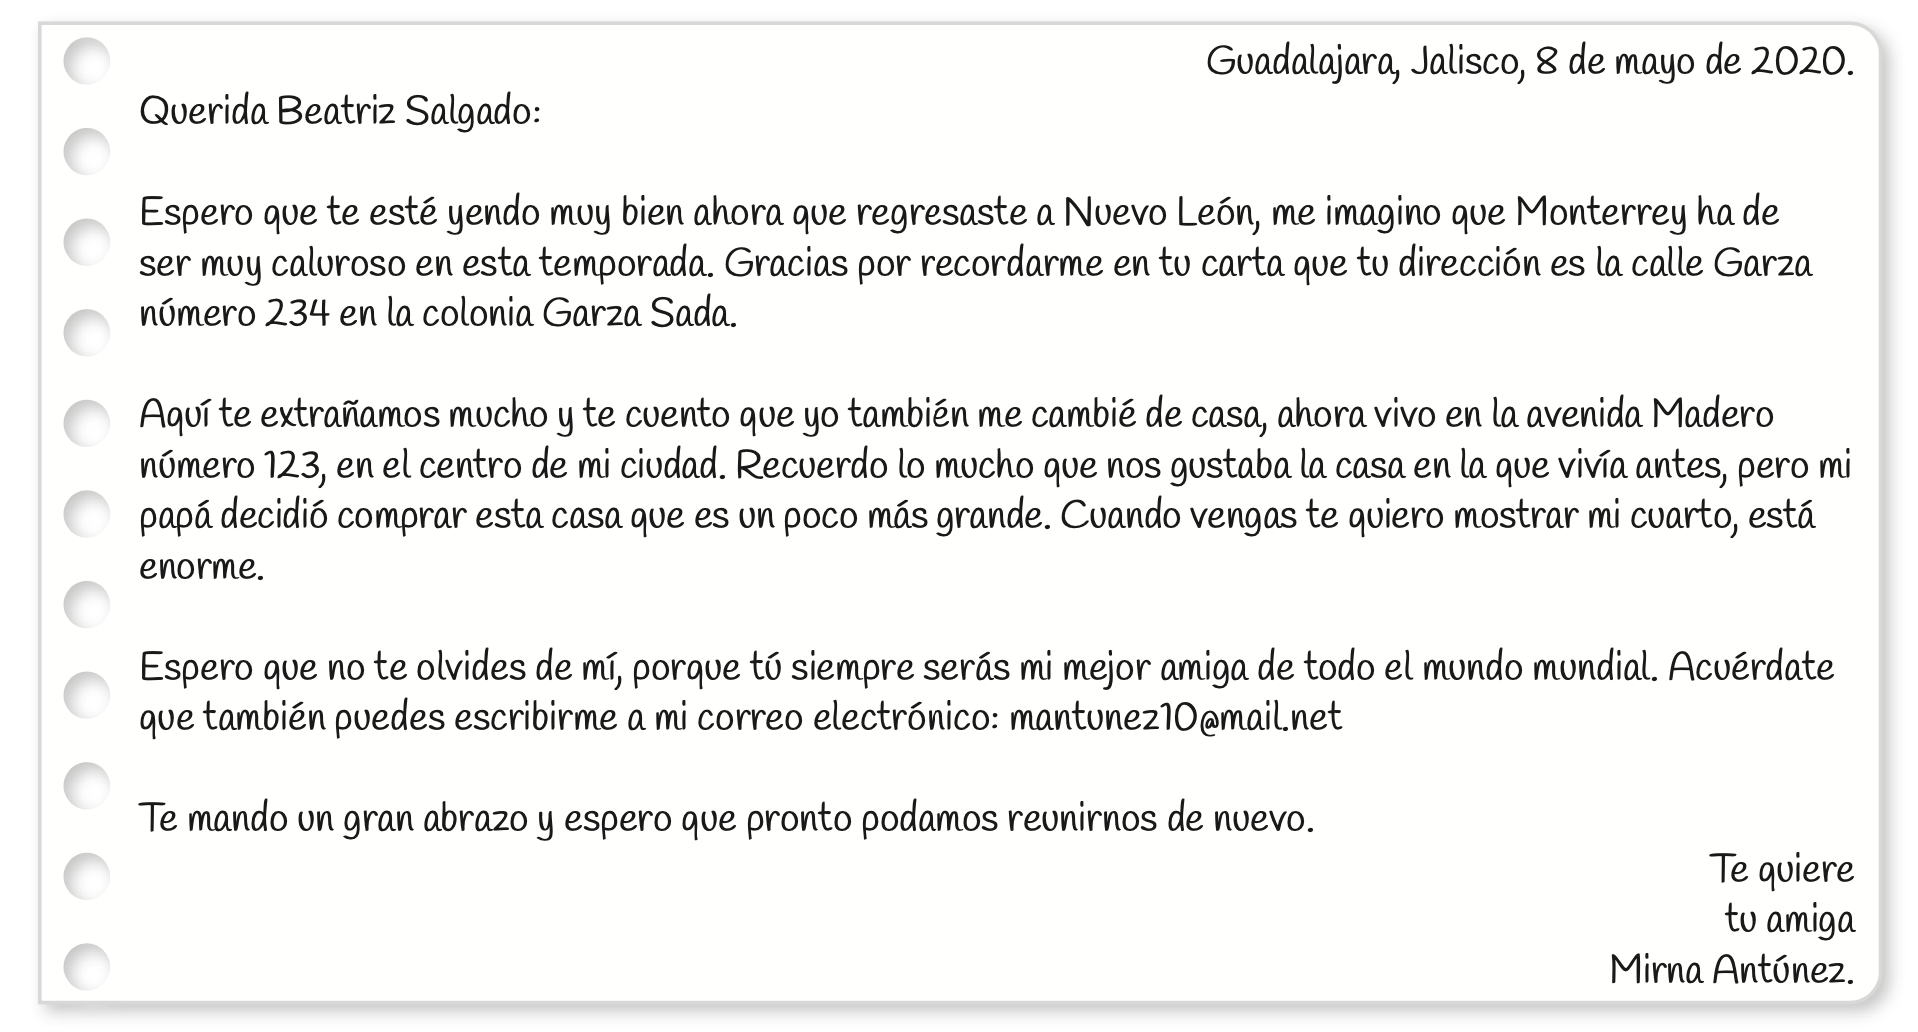 Guadalajara, Jalisco, 8 de mayo de 2020.
Querida Beatriz Salgado:
Espero que te esté yendo muy bien ahora que regresaste a Nuevo León, me imagino que Monterrey ha de
ser muy caluroso en esta temporada. Gracias por recordarme en tu carta que tu dirección es la calle Garza
número 234 en la colonia Garza Sada.
Aquí te extrañamos mucho y te cuento que yo también me cambié de casa, ahora vivo en la avenida Madero
número 123, en el centro de mi ciudad. Recuerdo lo mucho que nos gustaba la casa en la que vivía antes, pero mi
papá decidió comprar esta casa que es un poco más grande. Cuando vengas te quiero mostrar mi cuarto, está
enorme.
Espero que no te olvides de mí, porque tú siempre serás mi mejor amiga de todo el mundo mundial. Acuérdate
que también puedes escribirme a mi correo electrónico: mantunez10@mail.net
Te mando un gran abrazo y espero que pronto podamos reunirnos de nuevo.
Te quiere
tu amiga
Mirna Antúnez.